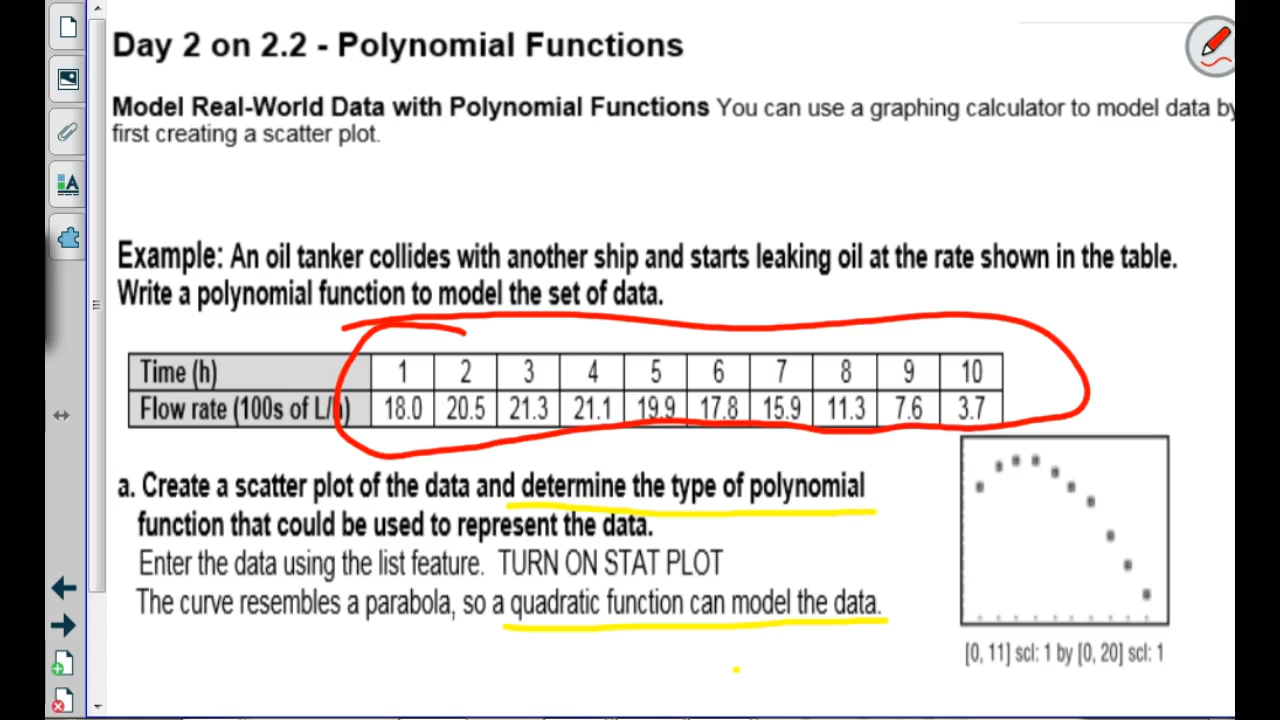 Day 2 on 2.2 - Polynomial Functions
Model Real-World Data with Polynomial Functions You can use a graphing calculator to model data by
first creating a scatter plot.
Example: An oil tanker collides with another ship and starts leaking oil at the rate shown in the table.
Write a polynomial function to model the set of data.
Time (h) 1 2 3 4 5 6 7 8 9 10
Flow rate (100s of L/h) 18.0 20.5 21.3 21.1 19.9 17.8 15.9 11.3 7.6 3.7
a. Create a scatter plot of the data and determine the type of polynomial
function that could be used to represent the data.
Enter the data using the list feature. TURN ON STAT PLOT
The curve resembles a parabola, so a quadratic function can model the data.
[0, 11] scl: 1 by [0, 20] scl: 1